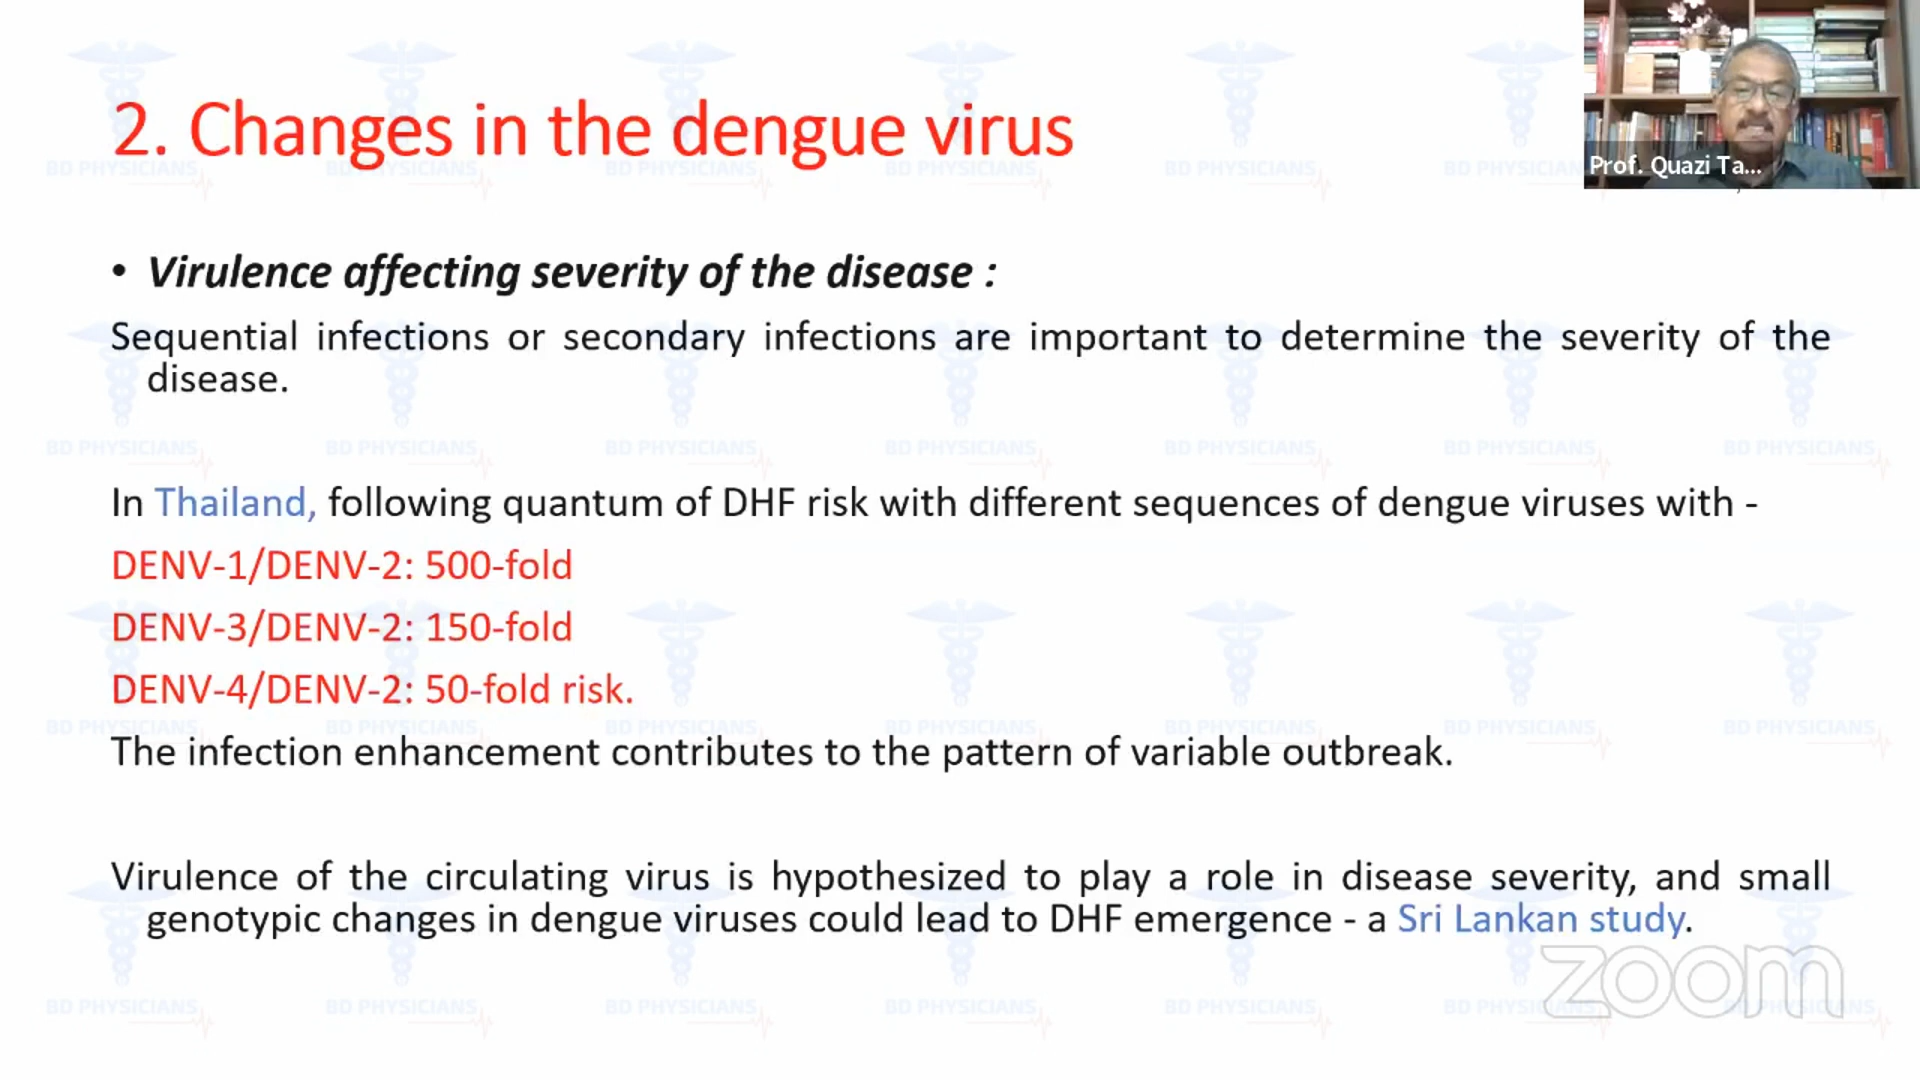 2. Changes in the dengue virus
Prof. Quazi Ta...
• Virulence affecting severity of the disease :
Sequential infections or secondary infections are important to determine the severity of the
disease.
In Thailand, following quantum of DHF risk with different sequences of dengue viruses with -
DENV-1/DENV-2: 500-fold
DENV-3/DENV-2: 150-fold
DENV-4/DENV-2: 50-fold risk.
The infection enhancement contributes to the pattern of variable outbreak.
Virulence of the circulating virus is hypothesized to play a role in disease severity, and small
genotypic changes in dengue viruses could lead to DHF emergence - a Sri Lankan study.
zoom
BD PHYSICIANS